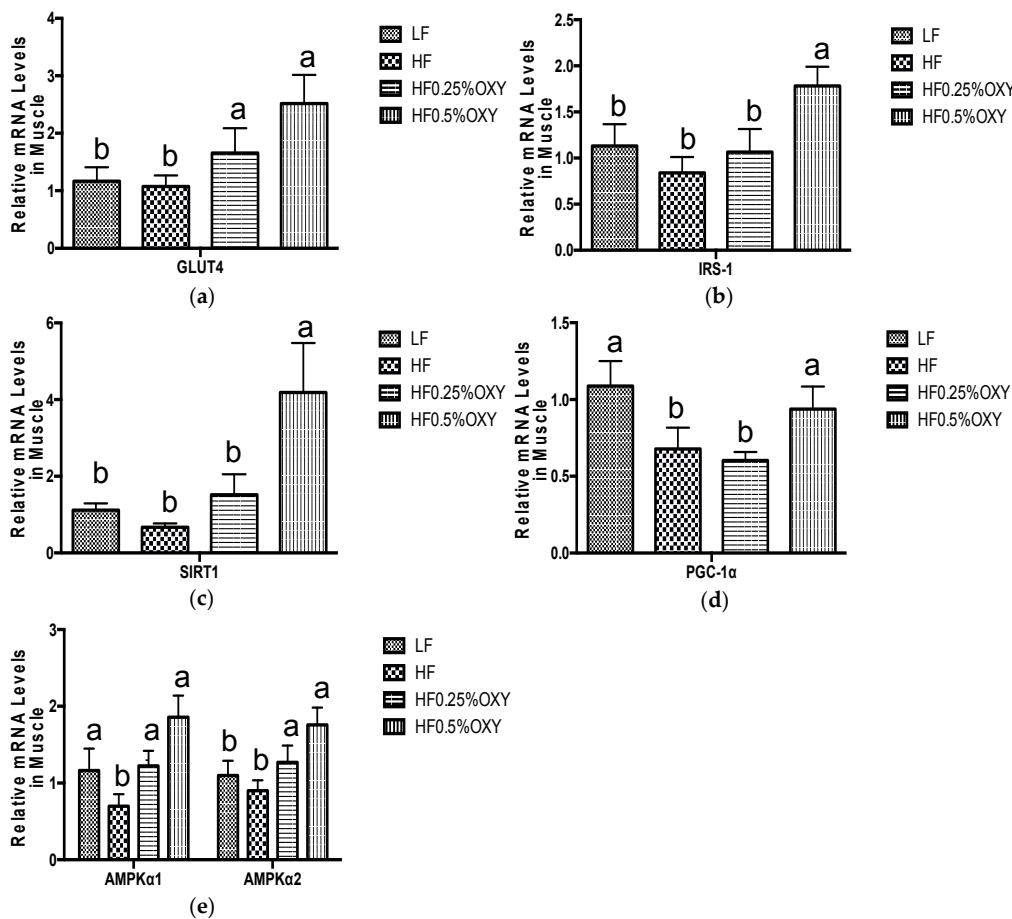 Relative mRNA Levels
in Muscle
4
3
2
1
0
b
b
a
a
GLUT4
LF
HF
HF0.25%OXY
HF0.5%OXY
(a)
Relative mRNA Levels
in Muscle
2.5
2.0
1.5
1.0
0.5
0.0
b
b
b
a
IRS-1
LF
HF
HF0.25%OXY
HF0.5%OXY
(b)
Relative mRNA Levels
in Muscle
6
4
2
0
b
b
b
a
SIRT1
LF
HF
HF0.25%OXY
HF0.5%OXY
(c)
Relative mRNA Levels
in Muscle
1.5
1.0
0.5
0.0
a
b
b
a
PGC-1α
LF
HF
HF0.25%OXY
HF0.5%OXY
(d)
Relative mRNA Levels
in Muscle
3
2
1
0
a
b
a
a
b
b
a
a
AMPKα1
AMPKα2
LF
HF
HF0.25%OXY
HF0.5%OXY
(e)